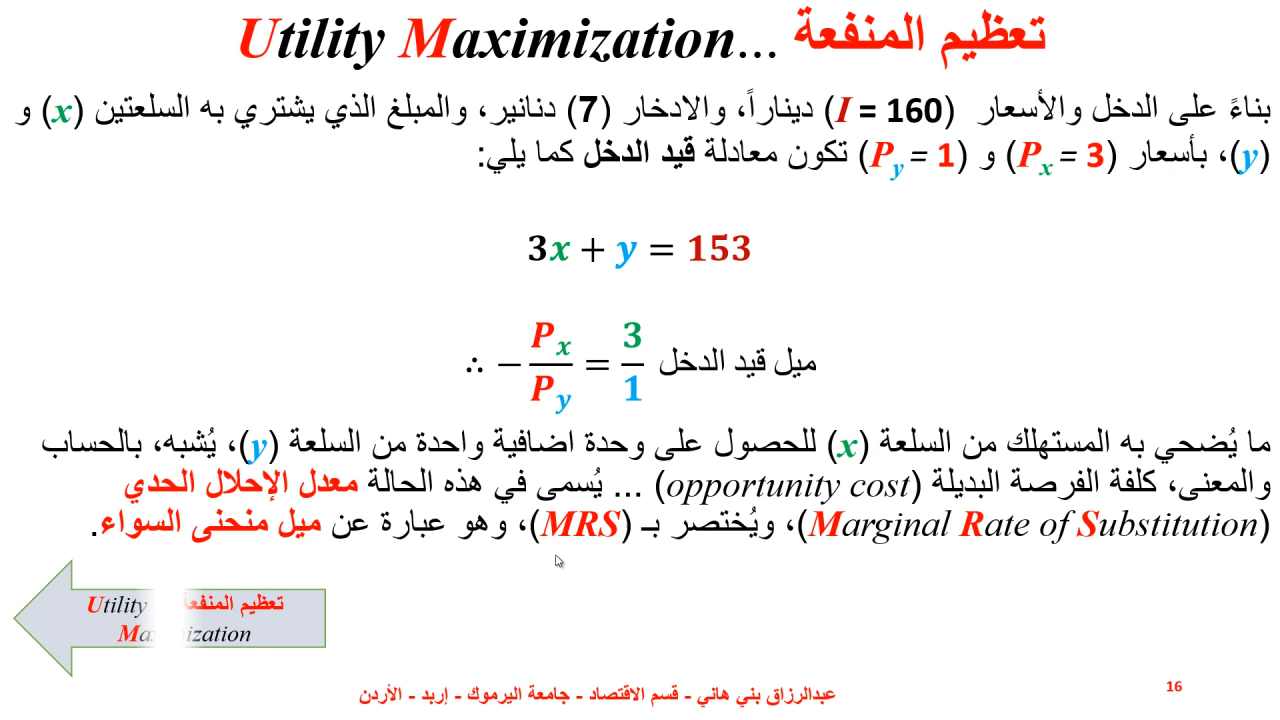 تعظيم المنفعة ...Utility Maximization
بناءً على الدخل والأسعار (I = 160) ديناراً، والادخار (7) دنانير، والمبلغ الذي يشتري به السلعتين (x) و
(y)، بأسعار (Px = 3) و (Py = 1) تكون معادلة قيد الدخل كما يلي:
3x + y = 153
ميل قيد الدخل ∴ −Px/Py = 3/1
ما يُضحي به المستهلك من السلعة (x) للحصول على وحدة اضافية واحدة من السلعة (y)، يُشبه، بالحساب
والمعنى، كلفة الفرصة البديلة (opportunity cost) ... يُسمى في هذه الحالة معدل الإحلال الحدي
(Marginal Rate of Substitution)، ويُختصر بـ (MRS)، وهو عبارة عن ميل منحنى السواء.
تعظيم المنفعة Utility
Maximization
عبدالرزاق بني هاني - قسم الاقتصاد - جامعة اليرموك - إربد - الأردن
16